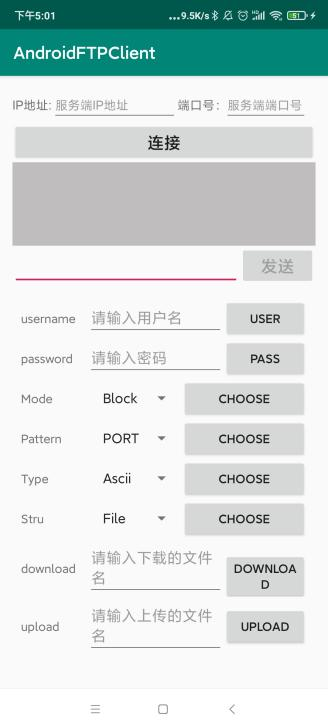 下午5:01 ...9.5K/s HD 51
AndroidFTPClient
IP地址: 服务端IP地址 端口号: 服务端端口号
连接
发送
username 请输入用户名 USER
password 请输入密码 PASS
Mode Block CHOOSE
Pattern PORT CHOOSE
Type Ascii CHOOSE
Stru File CHOOSE
download 请输入下载的文件名 DOWNLOAD
upload 请输入上传的文件名 UPLOAD